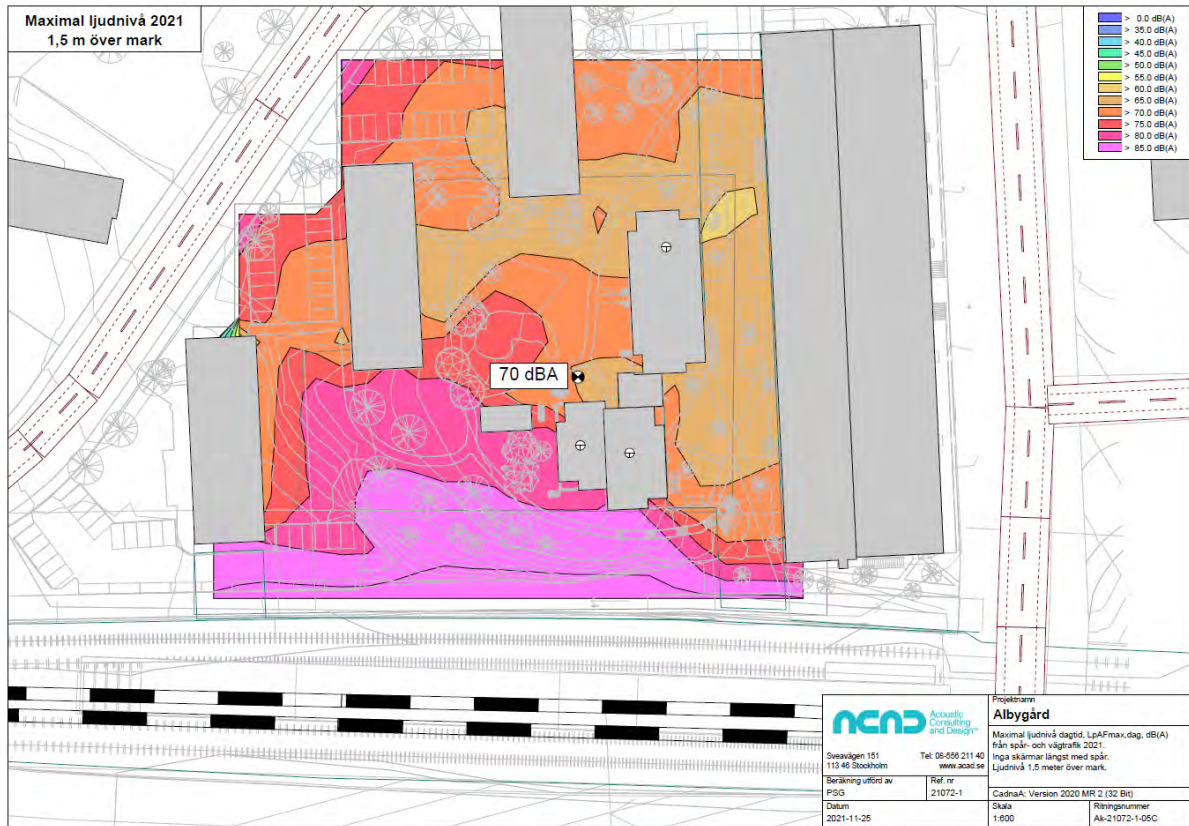 Maximal ljudnivå 2021
1,5 m över mark
> 0.0 dB(A)
> 35.0 dB(A)
> 40.0 dB(A)
> 45.0 dB(A)
> 50.0 dB(A)
> 55.0 dB(A)
> 60.0 dB(A)
> 65.0 dB(A)
> 70.0 dB(A)
> 75.0 dB(A)
> 80.0 dB(A)
> 85.0 dB(A)
70 dBA
ACAD Acoustic
Consulting
and Design™
Sveavägen 151 Tel: 08-556 211 40
113 46 Stockholm www.acad.se
Beräkning utförd av
PSG
Ref. nr
21072-1
Datum
2021-11-25
Projektnamn
Albygård
Maximal ljudnivå dagtid, LpAFmax,dag, dB(A)
från spår- och vägtrafik 2021.
Inga skärmar längst med spår.
Ljudnivå 1,5 meter över mark.
CadnaA: Version 2020 MR 2 (32 Bit)
Skala
1:600
Ritningsnummer
Ak-21072-1-05C